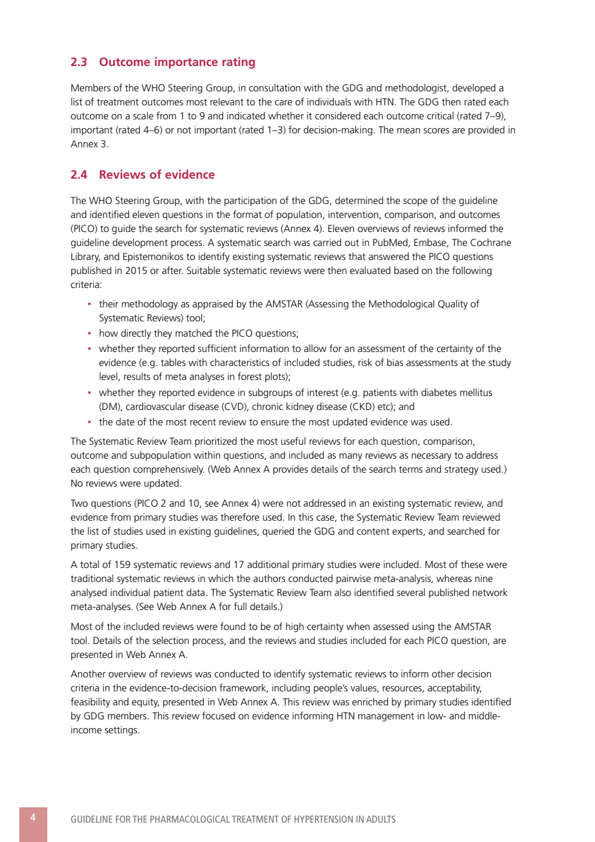 2.3 Outcome importance rating
Members of the WHO Steering Group, in consultation with the GDG and methodologist, developed a
list of treatment outcomes most relevant to the care of individuals with HTN. The GDG then rated each
outcome on a scale from 1 to 9 and indicated whether it considered each outcome critical (rated 7–9),
important (rated 4–6) or not important (rated 1–3) for decision-making. The mean scores are provided in
Annex 3.
2.4 Reviews of evidence
The WHO Steering Group, with the participation of the GDG, determined the scope of the guideline
and identified eleven questions in the format of population, intervention, comparison, and outcomes
(PICO) to guide the search for systematic reviews (Annex 4). Eleven overviews of reviews informed the
guideline development process. A systematic search was carried out in PubMed, Embase, The Cochrane
Library, and Epistemonikos to identify existing systematic reviews that answered the PICO questions
published in 2015 or after. Suitable systematic reviews were then evaluated based on the following
criteria:
• their methodology as appraised by the AMSTAR (Assessing the Methodological Quality of
Systematic Reviews) tool;
• how directly they matched the PICO questions;
• whether they reported sufficient information to allow for an assessment of the certainty of the
evidence (e.g. tables with characteristics of included studies, risk of bias assessments at the study
level, results of meta analyses in forest plots);
• whether they reported evidence in subgroups of interest (e.g. patients with diabetes mellitus
(DM), cardiovascular disease (CVD), chronic kidney disease (CKD) etc); and
• the date of the most recent review to ensure the most updated evidence was used.
The Systematic Review Team prioritized the most useful reviews for each question, comparison,
outcome and subpopulation within questions, and included as many reviews as necessary to address
each question comprehensively. (Web Annex A provides details of the search terms and strategy used.)
No reviews were updated.
Two questions (PICO 2 and 10, see Annex 4) were not addressed in an existing systematic review, and
evidence from primary studies was therefore used. In this case, the Systematic Review Team reviewed
the list of studies used in existing guidelines, queried the GDG and content experts, and searched for
primary studies.
A total of 159 systematic reviews and 17 additional primary studies were included. Most of these were
traditional systematic reviews in which the authors conducted pairwise meta-analysis, whereas nine
analysed individual patient data. The Systematic Review Team also identified several published network
meta-analyses. (See Web Annex A for full details.)
Most of the included reviews were found to be of high certainty when assessed using the AMSTAR
tool. Details of the selection process, and the reviews and studies included for each PICO question, are
presented in Web Annex A.
Another overview of reviews was conducted to identify systematic reviews to inform other decision
criteria in the evidence-to-decision framework, including people's values, resources, acceptability,
feasibility and equity, presented in Web Annex A. This review was enriched by primary studies identified
by GDG members. This review focused on evidence informing HTN management in low- and middle-
income settings.
4 GUIDELINE FOR THE PHARMACOLOGICAL TREATMENT OF HYPERTENSION IN ADULTS